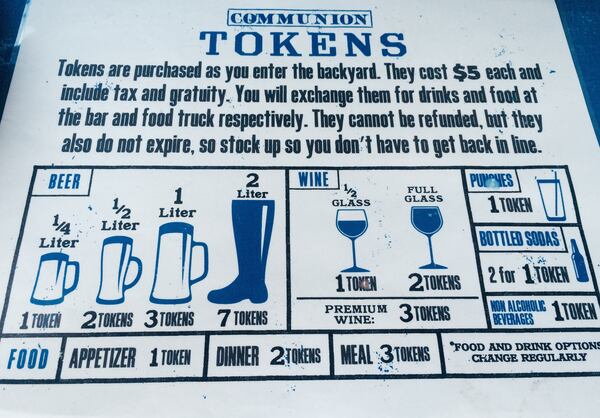 COMMUNION
TOKENS
Tokens are purchased as you enter the backyard. They cost $5 each and
include tax and gratuity. You will exchange them for drinks and food at
the bar and food truck respectively. They cannot be refunded, but they
also do not expire, so stock up so you don't have to get back in line.
BEER
1/4
Liter
1/2
Liter
1
Liter
2
Liter
1 TOKEN
2 TOKENS
3 TOKENS
7 TOKENS
WINE
1/2
GLASS
FULL
GLASS
1 TOKEN
2 TOKENS
PREMIUM
WINE:
3 TOKENS
PUNCHES
1 TOKEN
BOTTLED SODAS
2 for 1 TOKEN
NON ALCOHOLIC
BEVERAGES
1 TOKEN
FOOD
APPETIZER 1 TOKEN
DINNER 2 TOKENS
MEAL 3 TOKENS
*FOOD AND DRINK OPTIONS
CHANGE REGULARLY